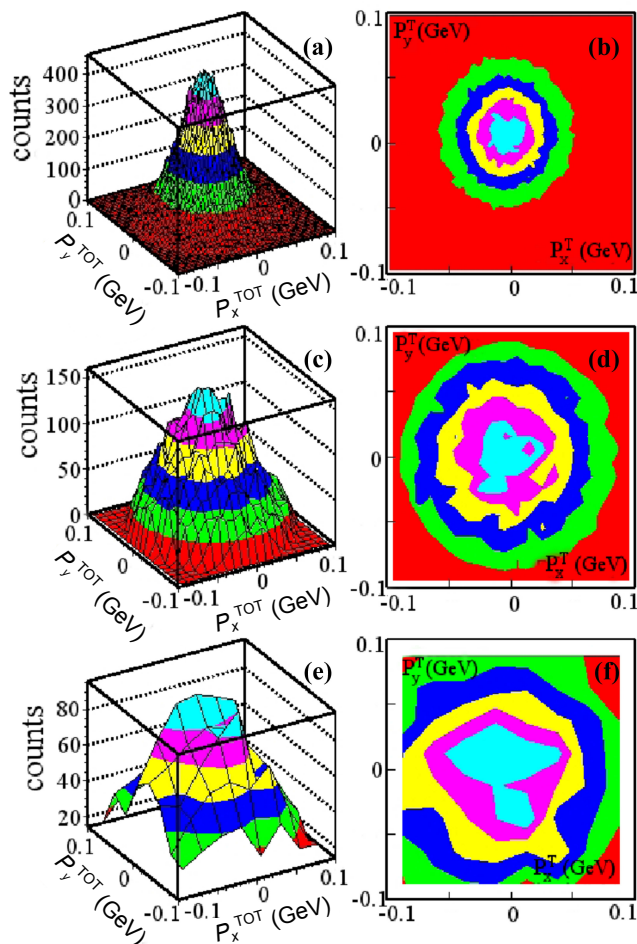 (a)
counts
400
300
200
100
0
0.1
0
-0.1
-0.1
0
0.1
P_y^TOT (GeV)
P_x^TOT (GeV)
(b)
0.1
0
-0.1
P_y^T(GeV)
P_x^T (GeV)
-0.1
0
0.1
(c)
counts
150
100
50
0
0.1
0
-0.1
-0.1
0
0.1
P_y^TOT (GeV)
P_x^TOT (GeV)
(d)
0.1
0
-0.1
P_y^T(GeV)
P_x^T (GeV)
-0.1
0
0.1
(e)
counts
80
60
40
20
0.1
0
-0.1
-0.1
0
0.1
P_y^TOT (GeV)
P_x^TOT (GeV)
(f)
0.1
0
-0.1
P_y^T(GeV)
P_x^T (GeV)
-0.1
0
0.1